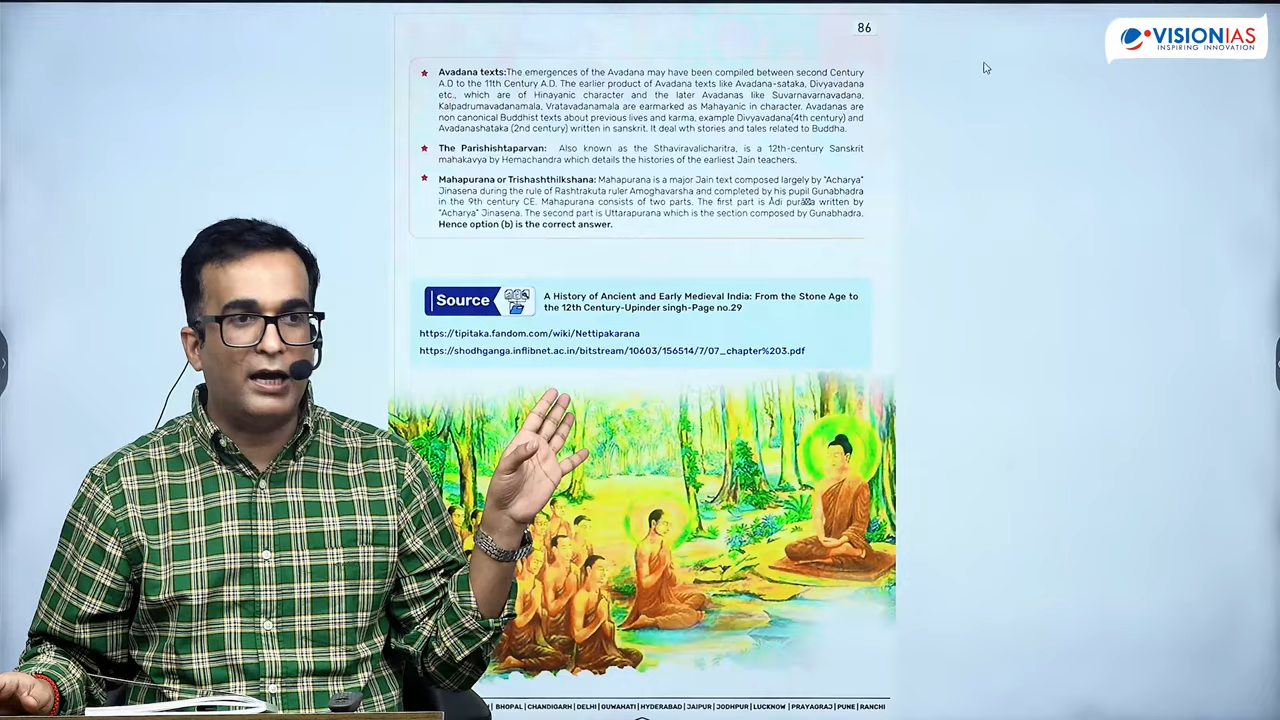 86
VISIONIAS
INSPIRING INNOVATION
Avadana texts:The emergences of the Avadana may have been compiled between second Century
A.D to the 11th Century A.D. The earlier product of Avadana texts like Avadana-sataka, Divyavadana
etc., which are of Hinayanic character and the later Avadanas like Suvarnavarnavadana,
Kalpadrumavadanamala, Vratavadanamala are earmarked as Mahayanic in character. Avadanas are
non canonical Buddhist texts about previous lives and karma, example Divyavadana(4th century) and
Avadanashataka (2nd century) written in sanskrit. It deal wth stories and tales related to Buddha.
The Parishishtaparvan: Also known as the Sthaviravalicharitra, is a 12th-century Sanskrit
mahakavya by Hemachandra which details the histories of the earliest Jain teachers.
Mahapurana or Trishashthilkshana: Mahapurana is a major Jain text composed largely by "Acharya"
Jinasena during the rule of Rashtrakuta ruler Amoghavarsha and completed by his pupil Gunabhadra
in the 9th century CE. Mahapurana consists of two parts. The first part is Ādi written by
"Acharya" Jinasena. The second part is Uttarapurana which is the section composed by Gunabhadra.
Hence option (b) is the correct answer.
Source
A History of Ancient and Early Medieval India: From the Stone Age to
the 12th Century-Upinder singh-Page no.29
https://tipitaka.fandom.com/wiki/Nettipakarana
https://shodhganga.inflibnet.ac.in/bitstream/10603/156514/7/07_chapter%203.pdf
| BHOPAL | CHANDIGARH | DELHI | GUWAHATI | HYDERABAD | JAIPUR | JODHPUR | LUCKNOW | PRAYAGRAJ | PUNE | RANCHI